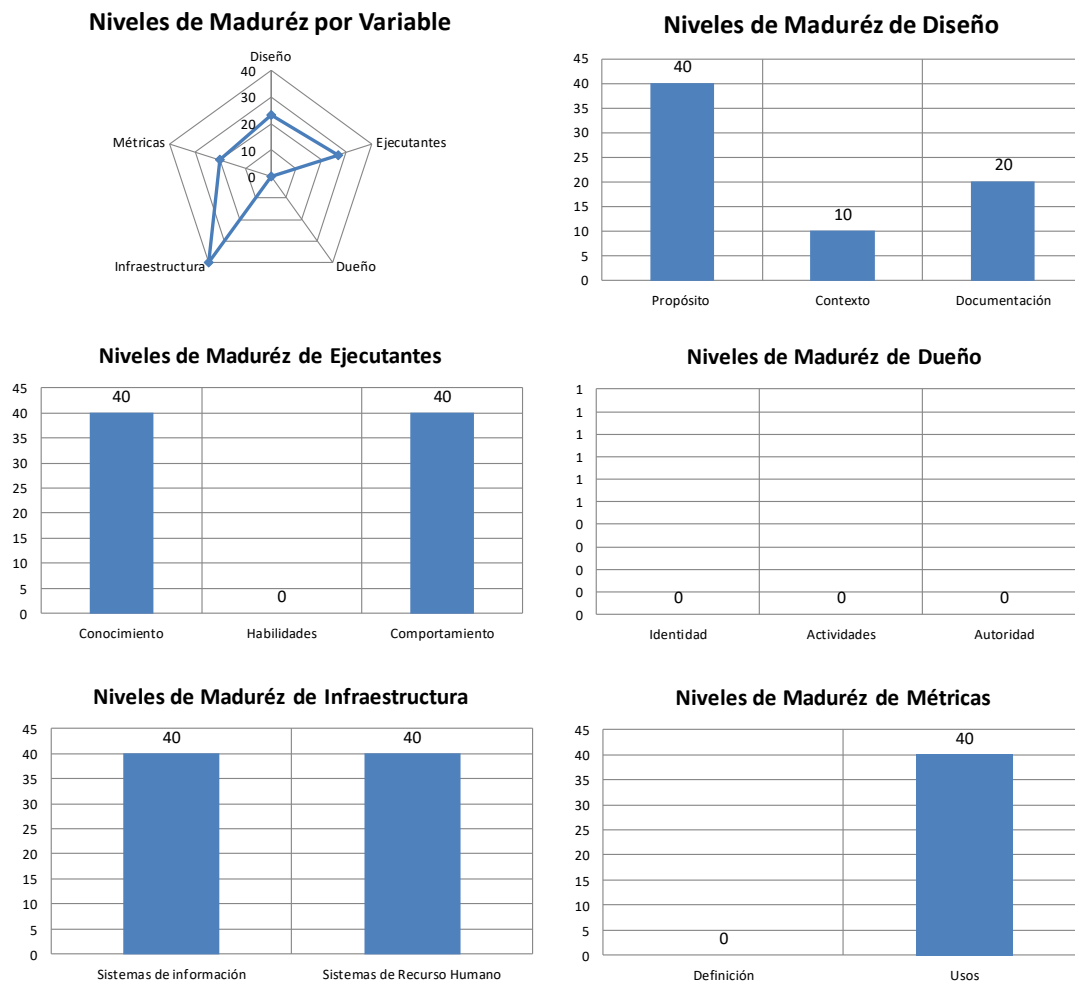 Niveles de Maduréz por Variable
Diseño
40
30
20
10
0
Métricas
Ejecutantes
Infraestructura
Dueño
Niveles de Maduréz de Diseño
45
40
35
30
25
20
15
10
5
0
40
10
20
Propósito
Contexto
Documentación
Niveles de Maduréz de Ejecutantes
45
40
35
30
25
20
15
10
5
0
40
0
40
Conocimiento
Habilidades
Comportamiento
Niveles de Maduréz de Dueño
1
1
1
1
1
1
0
0
0
0
0
0
0
0
Identidad
Actividades
Autoridad
Niveles de Maduréz de Infraestructura
45
40
35
30
25
20
15
10
5
0
40
40
Sistemas de información
Sistemas de Recurso Humano
Niveles de Maduréz de Métricas
45
40
35
30
25
20
15
10
5
0
0
40
Definición
Usos